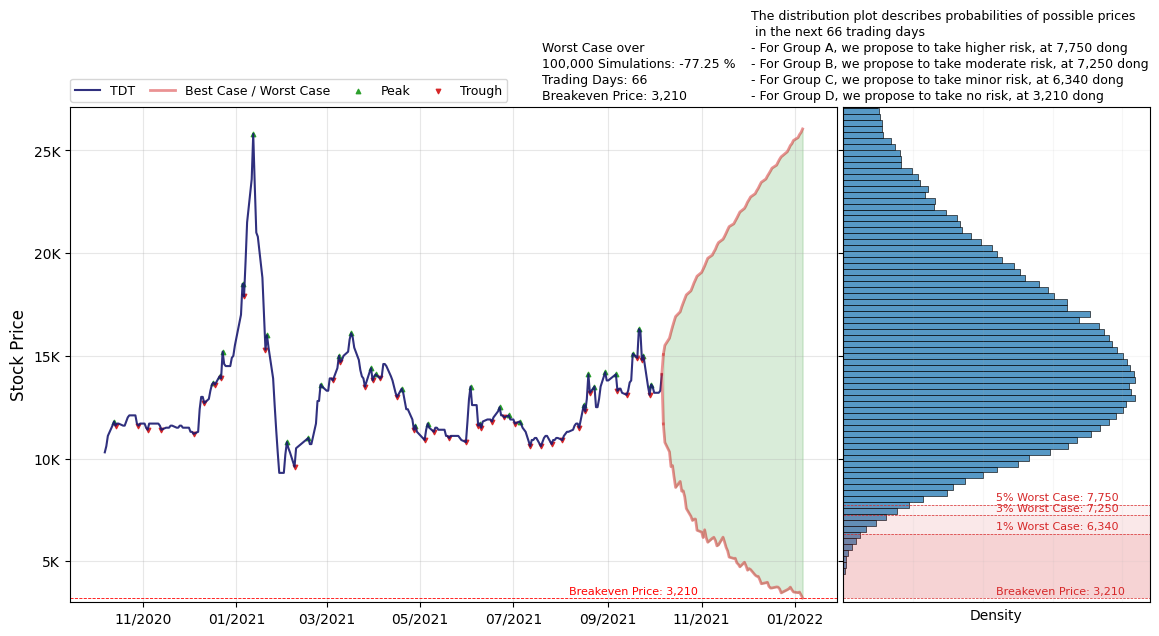 The distribution plot describes probabilities of possible prices
in the next 66 trading days
- For Group A, we propose to take higher risk, at 7,750 dong
- For Group B, we propose to take moderate risk, at 7,250 dong
- For Group C, we propose to take minor risk, at 6,340 dong
- For Group D, we propose to take no risk, at 3,210 dong
Worst Case over
100,000 Simulations: -77.25 %
Trading Days: 66
Breakeven Price: 3,210
TDT
Best Case / Worst Case
Peak
Trough
Stock Price
25K
20K
15K
10K
5K
Breakeven Price: 3,210
11/2020
01/2021
03/2021
05/2021
07/2021
09/2021
11/2021
01/2022
5% Worst Case: 7,750
3% Worst Case: 7,250
1% Worst Case: 6,340
Breakeven Price: 3,210
Density